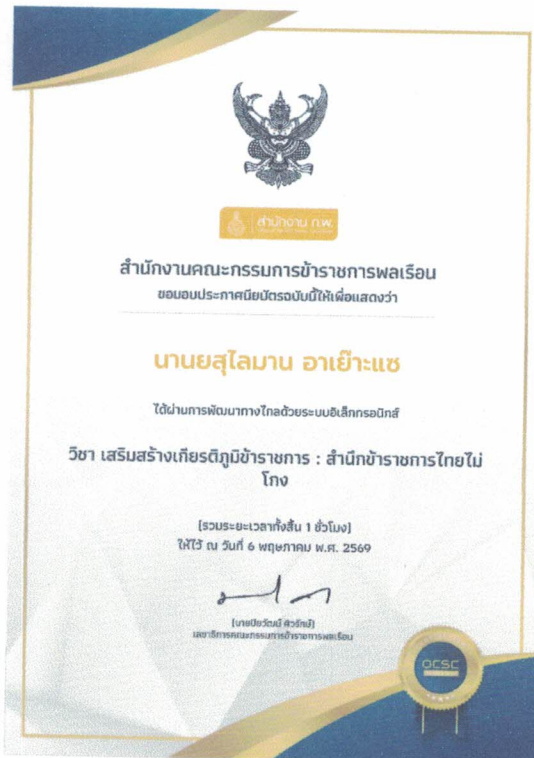 สำนักงาน ก.พ.
สำนักงานคณะกรรมการข้าราชการพลเรือน
ขอมอบประกาศนียบัตรฉบับนี้ให้เพื่อแสดงว่า
นานยสุไลมาน อาเย๊าะแซ
ได้ผ่านการพัฒนาทางไกลด้วยระบบอิเล็กทรอนิกส์
วิชา เสริมสร้างเกียรติภูมิข้าราชการ : สำนึกข้าราชการไทยไม่
โกง
(รวมระยะเวลาทั้งสิ้น 1 ชั่วโมง)
ให้ไว้ ณ วันที่ 6 พฤษภาคม พ.ศ. 2569
(นายปิยวัฒน์ ศิวรักษ์)
เลขาธิการคณะกรรมการข้าราชการพลเรือน
OCSC